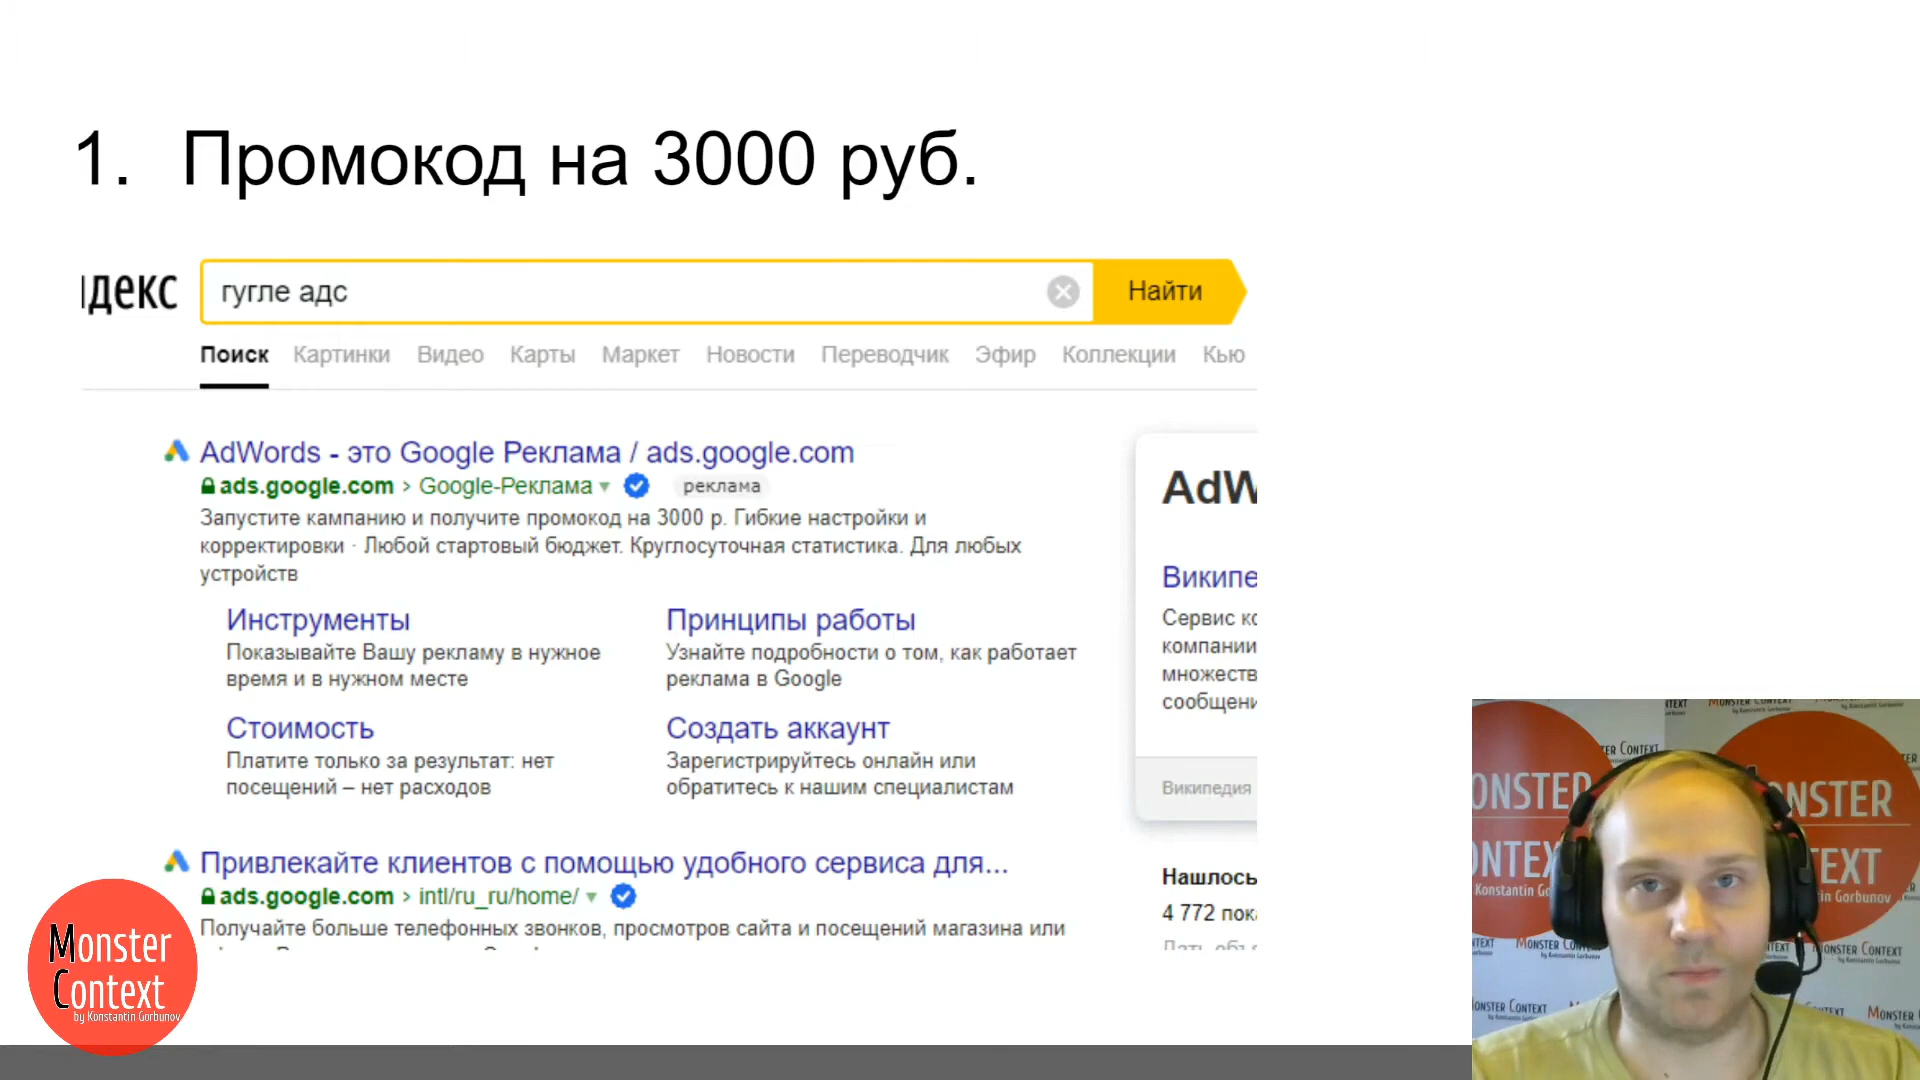 1. Промокод на 3000 руб.
ндекс
гугле адс
Найти
Поиск Картинки Видео Карты Маркет Новости Переводчик Эфир Коллекции Кью
AdWords - это Google Реклама / ads.google.com
ads.google.com > Google-Реклама реклама
Запустите кампанию и получите промокод на 3000 р. Гибкие настройки и
корректировки · Любой стартовый бюджет. Круглосуточная статистика. Для любых
устройств
Инструменты
Показывайте Вашу рекламу в нужное
время и в нужном месте
Принципы работы
Узнайте подробности о том, как работает
реклама в Google
Стоимость
Платите только за результат: нет
посещений – нет расходов
Создать аккаунт
Зарегистрируйтесь онлайн или
обратитесь к нашим специалистам
Привлекайте клиентов с помощью удобного сервиса для...
ads.google.com > intl/ru_ru/home/
Получайте больше телефонных звонков, просмотров сайта и посещений магазина или
AdW
Википе
Сервис ко
компании
множеств
сообщени
Википедия
Нашлось
4 772 пок
Monster
Context
by Konstantin Gorbunov
MONSTER
CONTEXT
by Konstantin Gorbunov